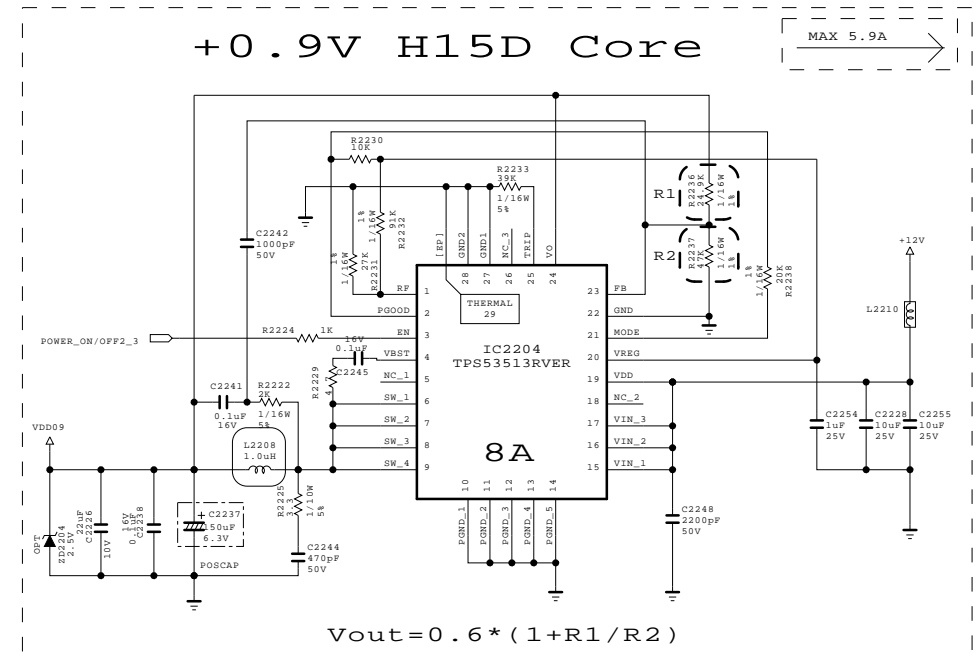 +0.9V H15D Core
MAX 5.9A
R2230
10K
R2233
39K
1/16W
5%
R1
R2236
24.9K
1/16W
1%
R2
R2237
47K
1/16W
1%
C2242
1000pF
50V
1%
1/16W
91K
R2232
1%
1/16W
27K
R2231
[EP]
GND2
GND1
NC_3
TRIP
VO
28
27
26
25
24
1%
1/16W
20K
R2238
+12V
L2210
THERMAL
29
RF
1
PGOOD
2
EN
3
VBST
4
NC_1
5
SW_1
6
SW_2
7
SW_3
8
SW_4
9
23
FB
22
GND
21
MODE
20
VREG
19
VDD
18
NC_2
17
VIN_3
16
VIN_2
15
VIN_1
IC2204
TPS53513RVER
8A
POWER_ON/OFF2_3
R2224
1K
16V
0.1uF
C2245
R2229
C2241
0.1uF
16V
R2222
2K
1/16W
5%
VDD09
L2208
1.0uH
C2254
1uF
25V
C2228
10uF
25V
C2255
10uF
25V
10
11
12
13
14
PGND_1
PGND_2
PGND_3
PGND_4
PGND_5
C2248
2200pF
50V
OPT
ZD2204
2.5V
22uF
C2226
10V
16V
0.1uF
C2238
+ C2237
150uF
6.3V
POSCAP
R2225
3.3
1/10W
5%
C2244
470pF
50V
Vout=0.6*(1+R1/R2)